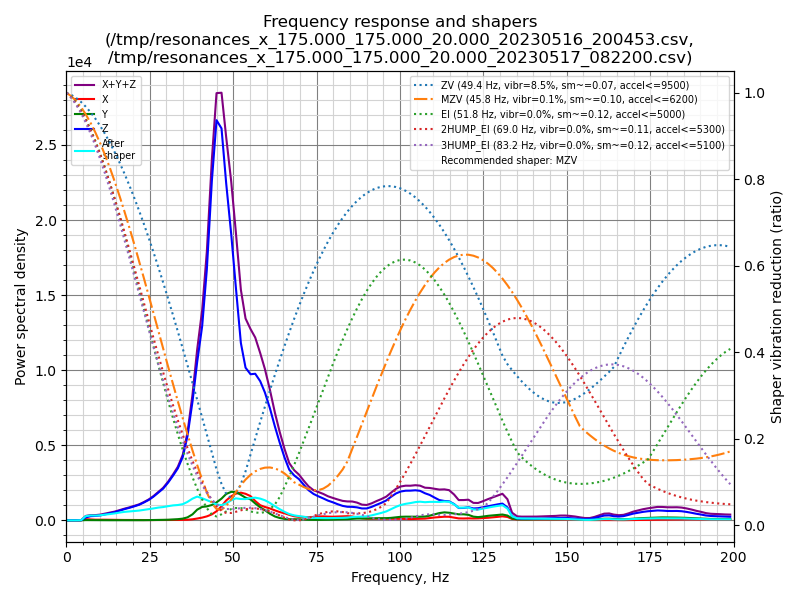 Frequency response and shapers
(/tmp/resonances_x_175.000_175.000_20.000_20230516_200453.csv,
/tmp/resonances_x_175.000_175.000_20.000_20230517_082200.csv)
1e4
X+Y+Z
X
Y
Z
After
shaper
ZV (49.4 Hz, vibr=8.5%, sm~=0.07, accel<=9500)
MZV (45.8 Hz, vibr=0.1%, sm~=0.10, accel<=6200)
EI (51.8 Hz, vibr=0.0%, sm~=0.12, accel<=5000)
2HUMP_EI (69.0 Hz, vibr=0.0%, sm~=0.11, accel<=5300)
3HUMP_EI (83.2 Hz, vibr=0.0%, sm~=0.12, accel<=5100)
Recommended shaper: MZV
Power spectral density
2.5
2.0
1.5
1.0
0.5
0.0
1.0
0.8
0.6
0.4
0.2
0.0
Shaper vibration reduction (ratio)
0 25 50 75 100 125 150 175 200
Frequency, Hz